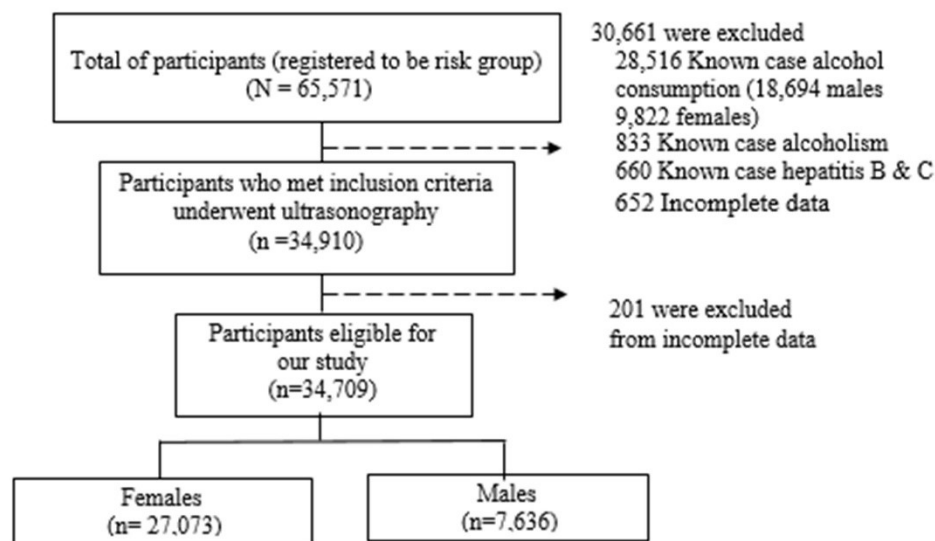 Total of participants (registered to be risk group)
(N = 65,571)
30,661 were excluded
28,516 Known case alcohol
consumption (18,694 males
9,822 females)
833 Known case alcoholism
660 Known case hepatitis B & C
652 Incomplete data
Participants who met inclusion criteria
underwent ultrasonography
(n =34,910)
201 were excluded
from incomplete data
Participants eligible for
our study
(n=34,709)
Females
(n= 27,073)
Males
(n=7,636)